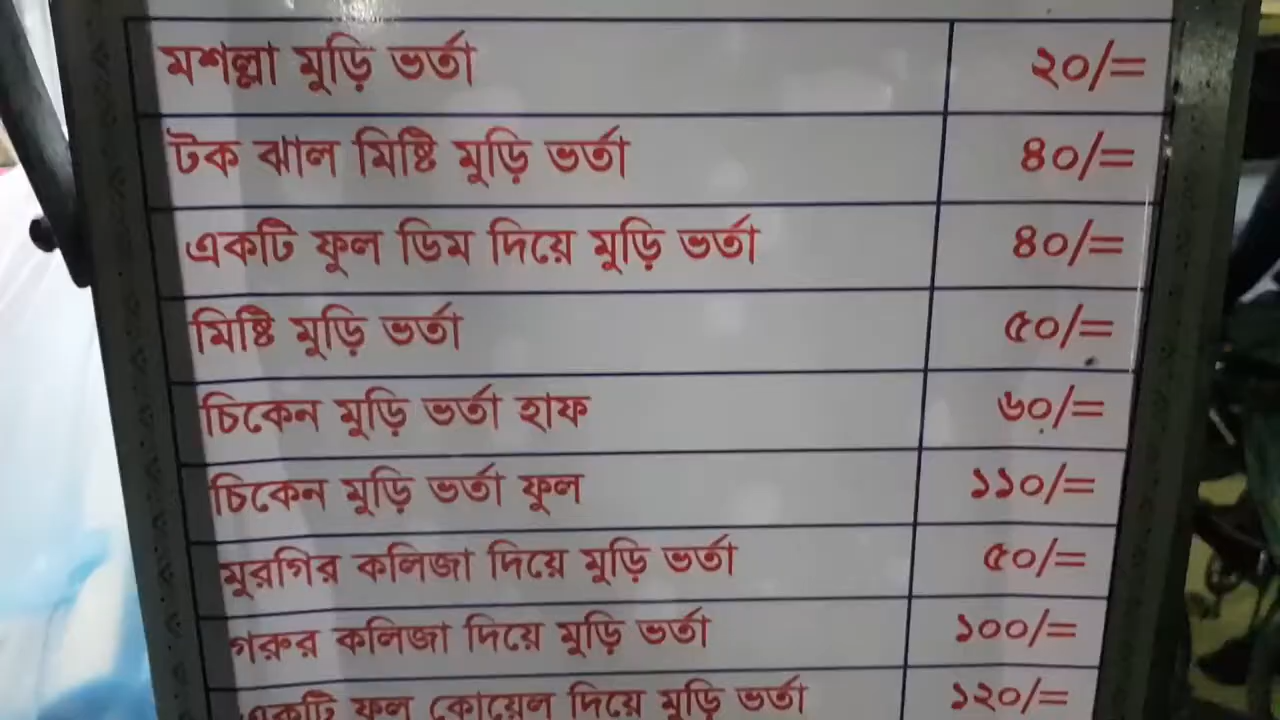 মশল্লা মুড়ি ভর্তা ২০/=
টক ঝাল মিষ্টি মুড়ি ভর্তা ৪০/=
একটি ফুল ডিম দিয়ে মুড়ি ভর্তা ৪০/=
মিষ্টি মুড়ি ভর্তা ৫০/=
চিকেন মুড়ি ভর্তা হাফ ৬০/=
চিকেন মুড়ি ভর্তা ফুল ১১০/=
মুরগির কলিজা দিয়ে মুড়ি ভর্তা ৫০/=
গরুর কলিজা দিয়ে মুড়ি ভর্তা ১০০/=
একটি ফুল কোয়েল দিয়ে মুড়ি ভর্তা ১২০/=